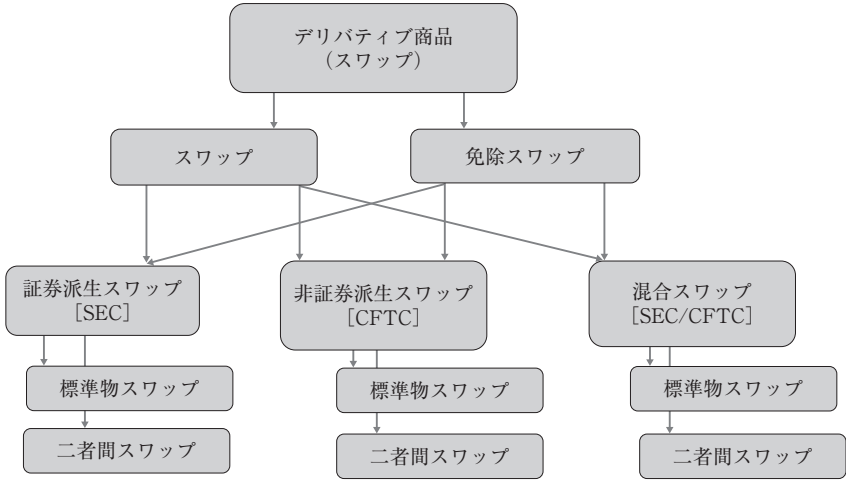 デリバティブ商品
（スワップ）
スワップ
免除スワップ
証券派生スワップ
［SEC］
非証券派生スワップ
［CFTC］
混合スワップ
［SEC/CFTC］
標準物スワップ
標準物スワップ
標準物スワップ
二者間スワップ
二者間スワップ
二者間スワップ